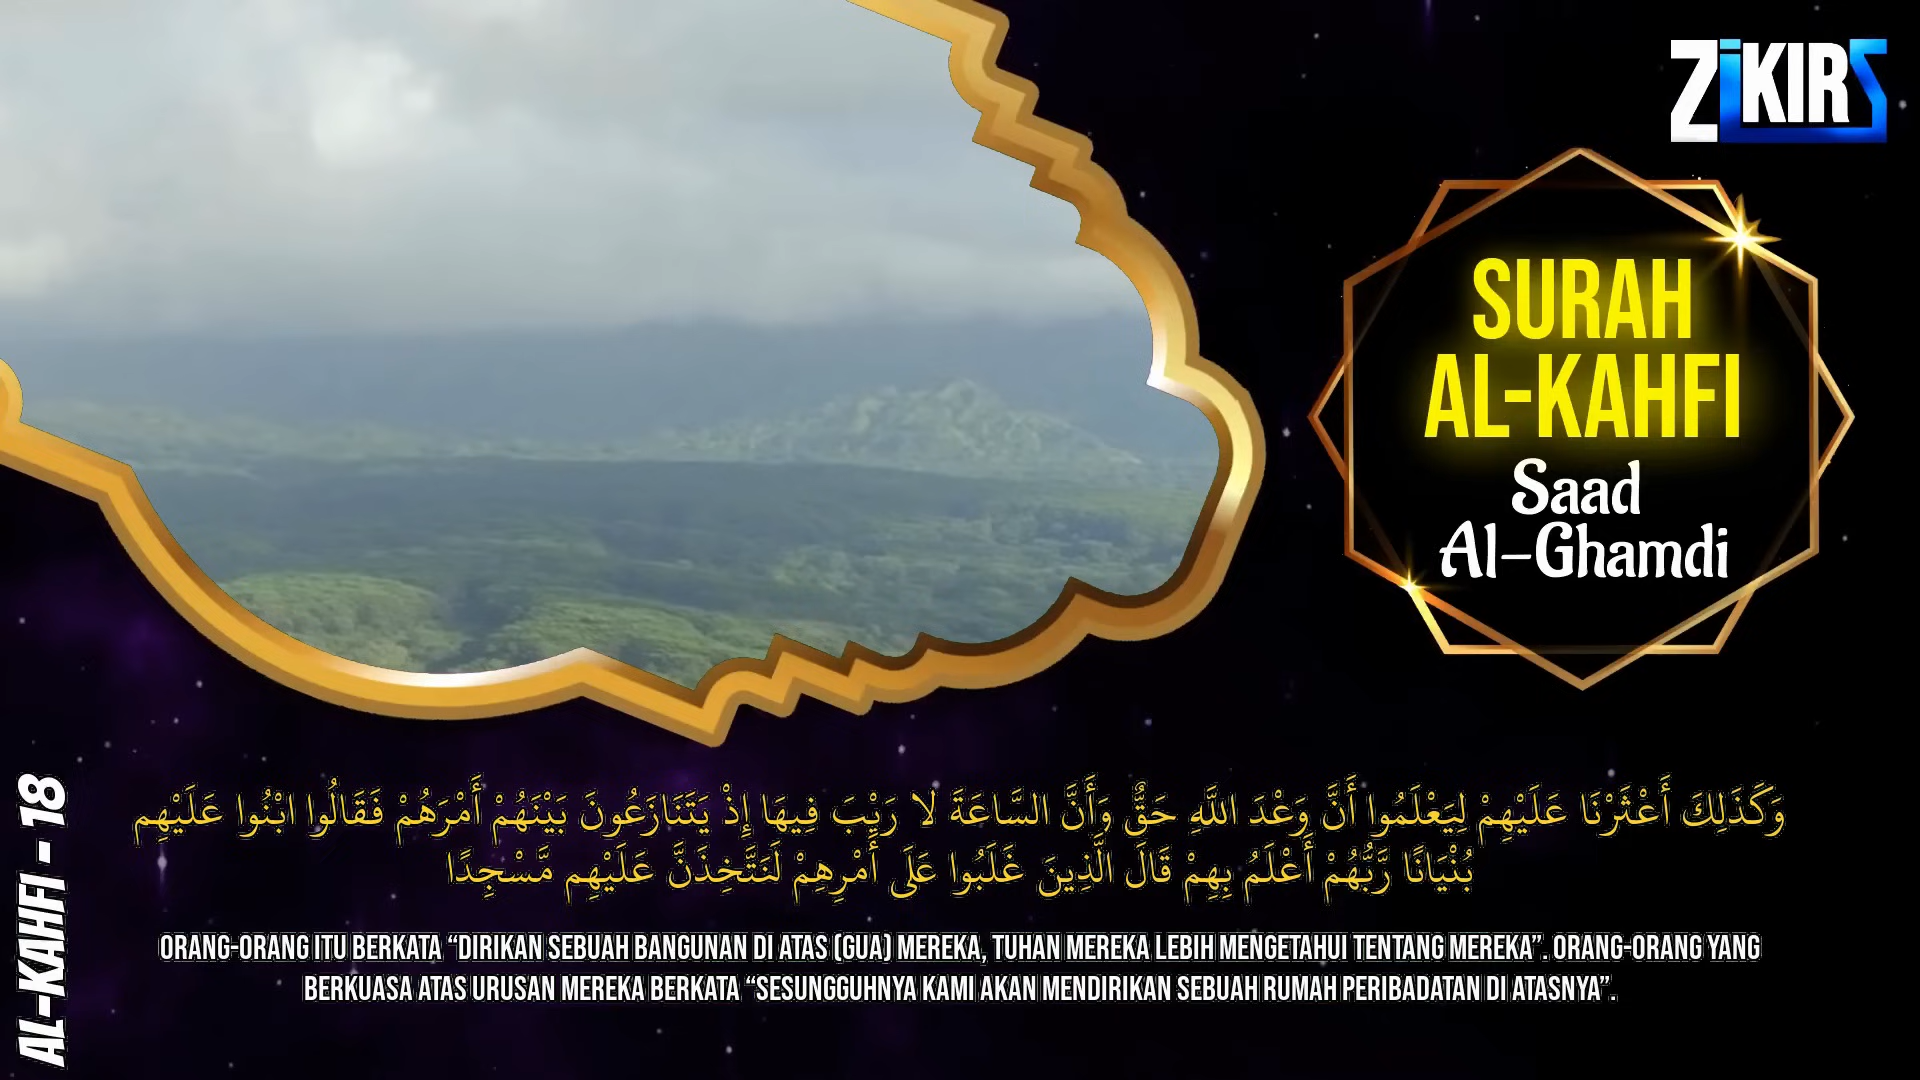 ZIKIRS
SURAH
AL-KAHFI
Saad
Al-Ghamdi
وَكَذَلِكَ أَعْثَرْنَا عَلَيْهِمْ لِيَعْلَمُوا أَنَّ وَعْدَ اللَّهِ حَقٌّ وَأَنَّ السَّاعَةَ لا رَيْبَ فِيهَا إِذْ يَتَنَازَعُونَ بَيْنَهُمْ أَمْرَهُمْ فَقَالُوا ابْنُوا عَلَيْهِم
بُنْيَانًا رَّبُّهُمْ أَعْلَمُ بِهِمْ قَالَ الَّذِينَ غَلَبُوا عَلَى أَمْرِهِمْ لَنَتَّخِذَنَّ عَلَيْهِم مَّسْجِدًا
ORANG-ORANG ITU BERKATA “DIRIKAN SEBUAH BANGUNAN DI ATAS (GUA) MEREKA, TUHAN MEREKA LEBIH MENGETAHUI TENTANG MEREKA”. ORANG-ORANG YANG
BERKUASA ATAS URUSAN MEREKA BERKATA “SESUNGGUHNYA KAMI AKAN MENDIRIKAN SEBUAH RUMAH PERIBADATAN DI ATASNYA”.
AL-KAHFI - 18